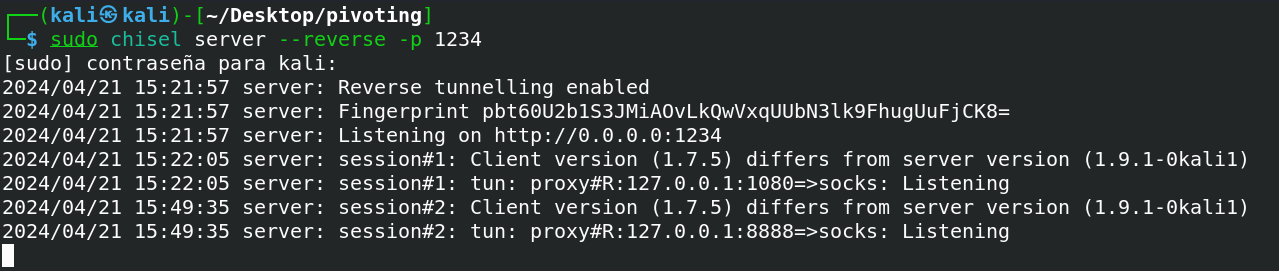 ┌──(kali㉿kali)-[~/Desktop/pivoting]
└─$ sudo chisel server --reverse -p 1234
[sudo] contraseña para kali:
2024/04/21 15:21:57 server: Reverse tunnelling enabled
2024/04/21 15:21:57 server: Fingerprint pbt60U2b1S3JMiAOvLkQwVxqUUbN3lk9FhugUuFjCK8=
2024/04/21 15:21:57 server: Listening on http://0.0.0.0:1234
2024/04/21 15:22:05 server: session#1: Client version (1.7.5) differs from server version (1.9.1-0kali1)
2024/04/21 15:22:05 server: session#1: tun: proxy#R:127.0.0.1:1080=>socks: Listening
2024/04/21 15:49:35 server: session#2: Client version (1.7.5) differs from server version (1.9.1-0kali1)
2024/04/21 15:49:35 server: session#2: tun: proxy#R:127.0.0.1:8888=>socks: Listening